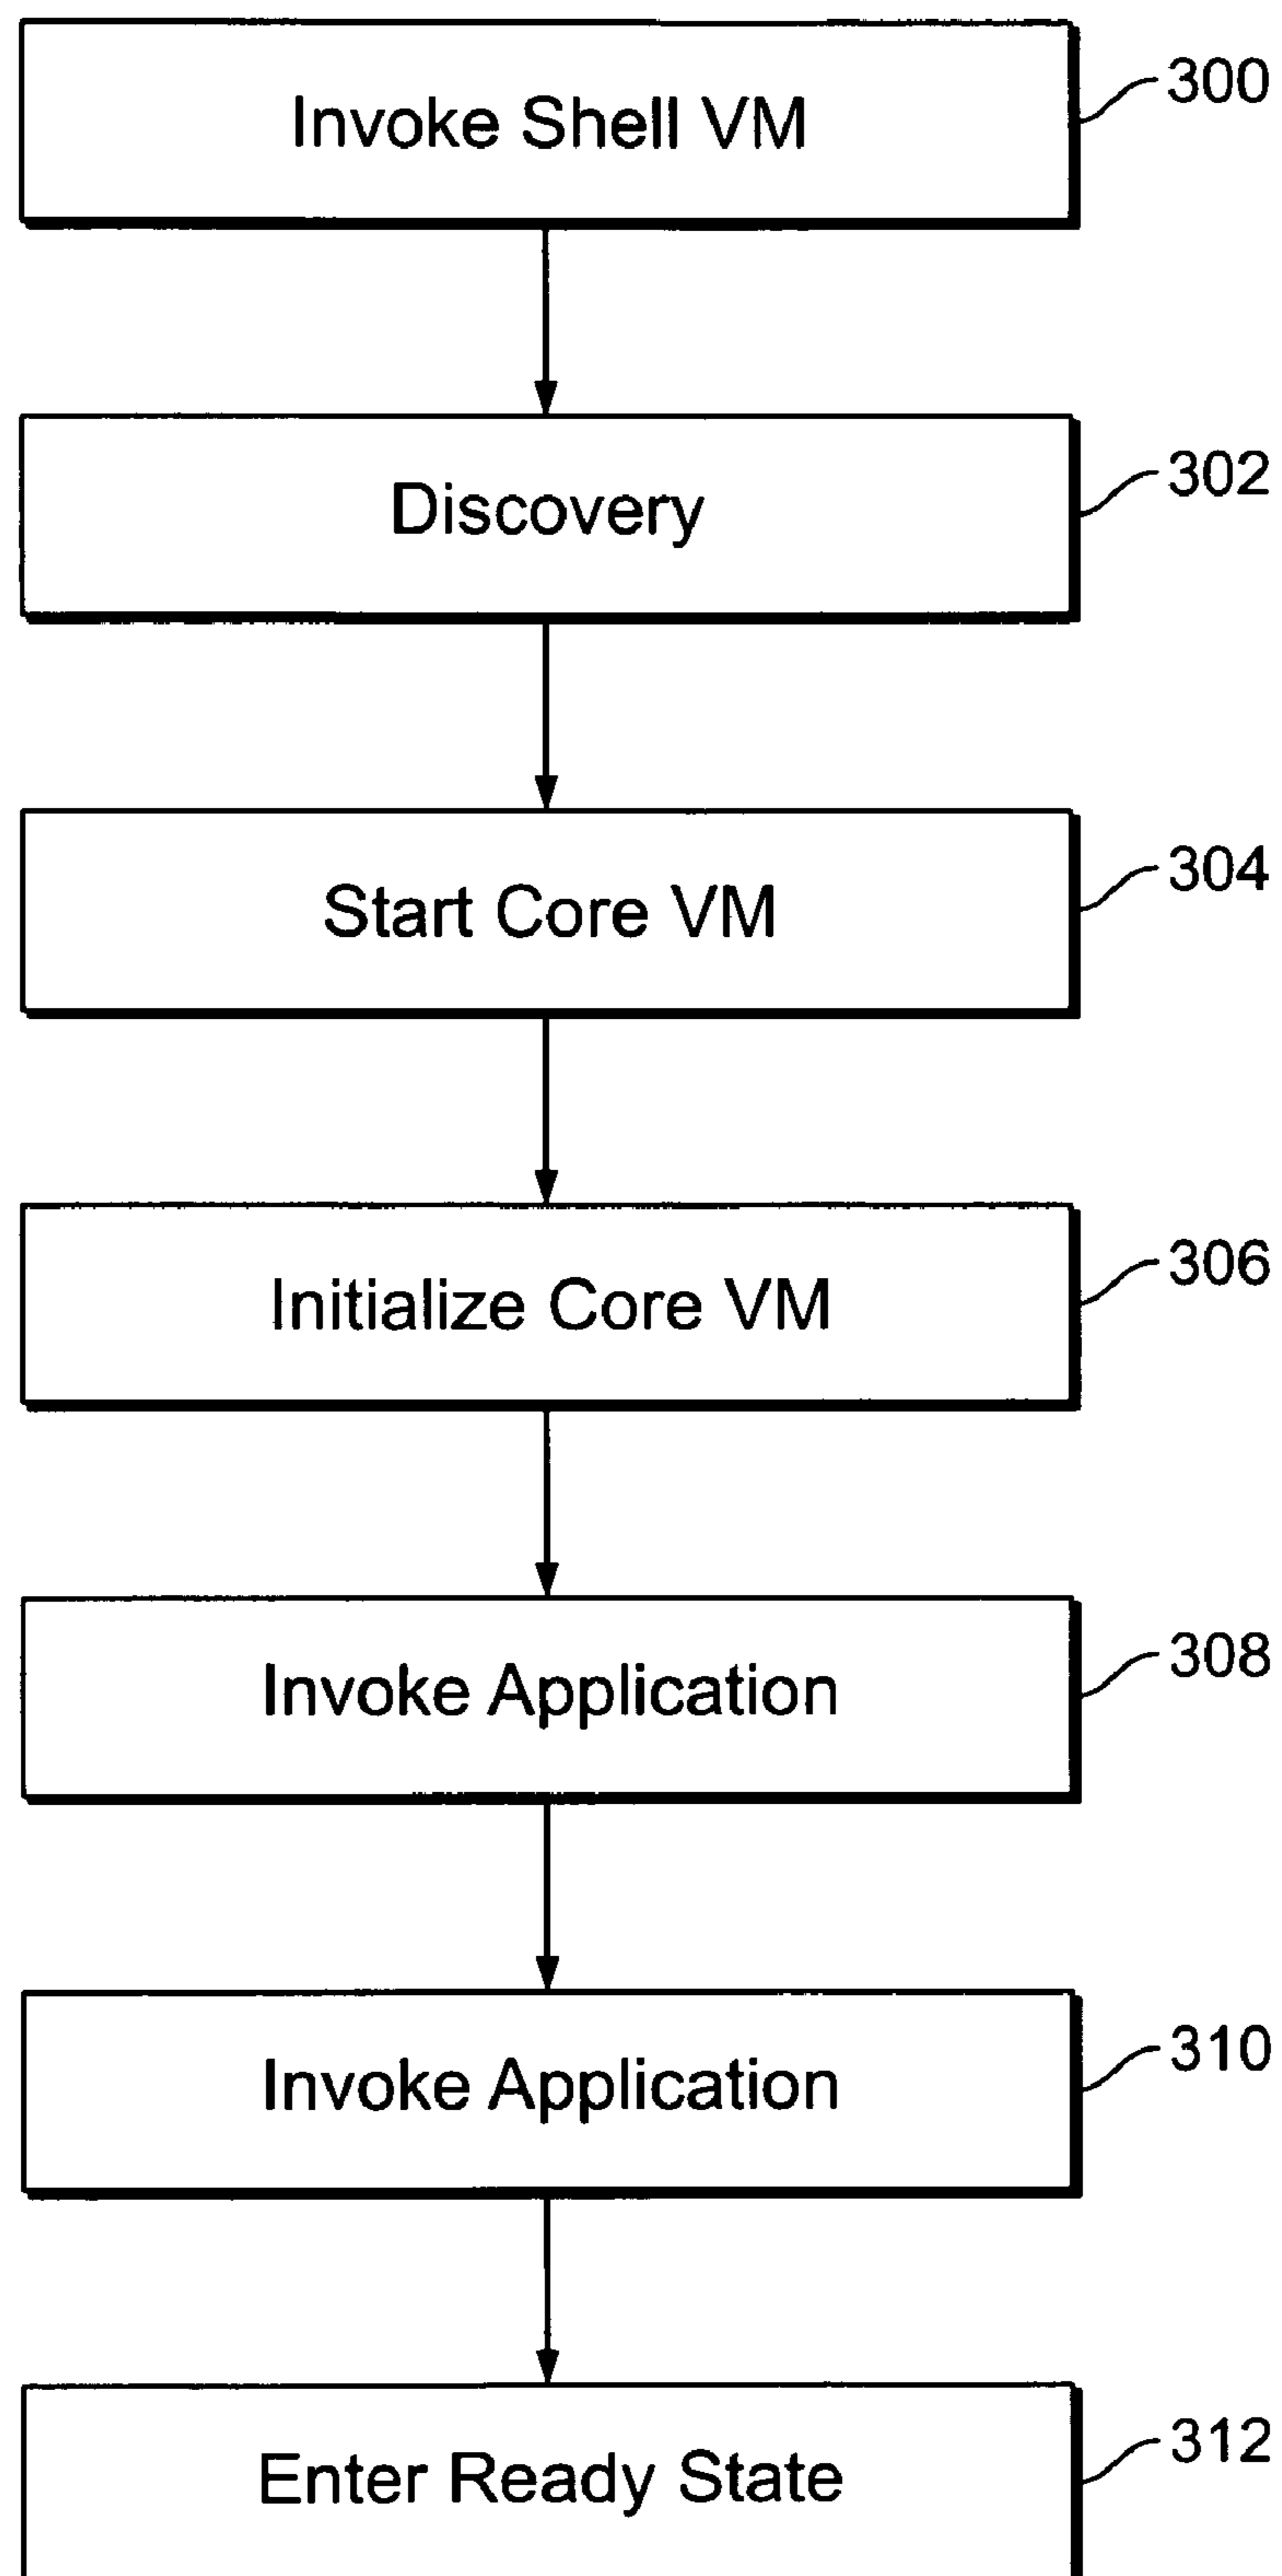 Invoke Shell VM
300
Discovery
302
Start Core VM
304
Initialize Core VM
306
Invoke Application
308
Invoke Application
310
Enter Ready State
312